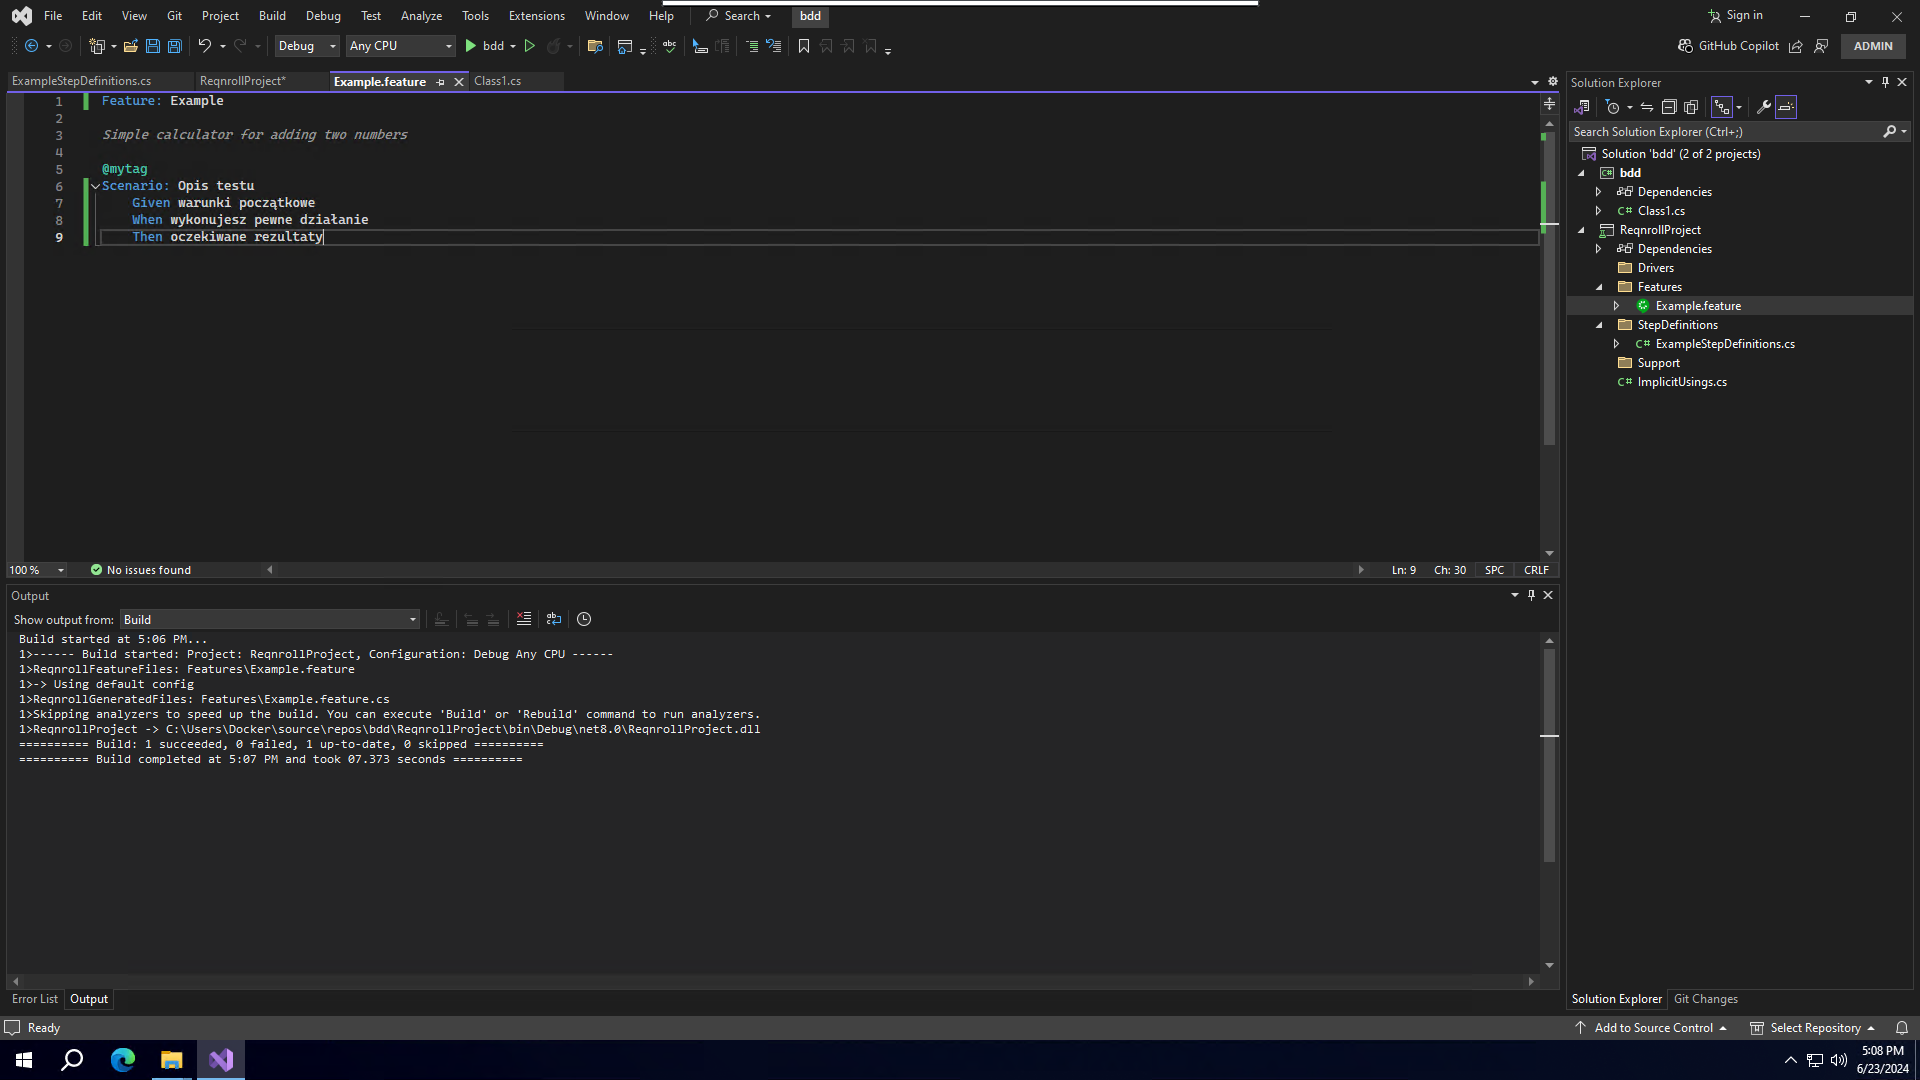 File Edit View Git Project Build Debug Test Analyze Tools Extensions Window Help Search bdd Sign in
Debug Any CPU bdd GitHub Copilot ADMIN
ExampleStepDefinitions.cs ReqnrollProject* Example.feature Class1.cs
1 Feature: Example
2
3 Simple calculator for adding two numbers
4
5 @mytag
6 Scenario: Opis testu
7 Given warunki początkowe
8 When wykonujesz pewne działanie
9 Then oczekiwane rezultaty
100 % No issues found Ln: 9 Ch: 30 SPC CRLF
Output
Show output from: Build
Build started at 5:06 PM...
1>------ Build started: Project: ReqnrollProject, Configuration: Debug Any CPU ------
1>ReqnrollFeatureFiles: Features\Example.feature
1>-> Using default config
1>ReqnrollGeneratedFiles: Features\Example.feature.cs
1>Skipping analyzers to speed up the build. You can execute 'Build' or 'Rebuild' command to run analyzers.
1>ReqnrollProject -> C:\Users\Docker\source\repos\bdd\ReqnrollProject\bin\Debug\net8.0\ReqnrollProject.dll
========== Build: 1 succeeded, 0 failed, 1 up-to-date, 0 skipped ==========
========== Build completed at 5:07 PM and took 07.373 seconds ==========
Error List Output
Solution Explorer
Search Solution Explorer (Ctrl+;)
Solution 'bdd' (2 of 2 projects)
bdd
Dependencies
C# Class1.cs
ReqnrollProject
Dependencies
Drivers
Features
Example.feature
StepDefinitions
C# ExampleStepDefinitions.cs
Support
C# ImplicitUsings.cs
Solution Explorer Git Changes
Ready Add to Source Control Select Repository
5:08 PM
6/23/2024